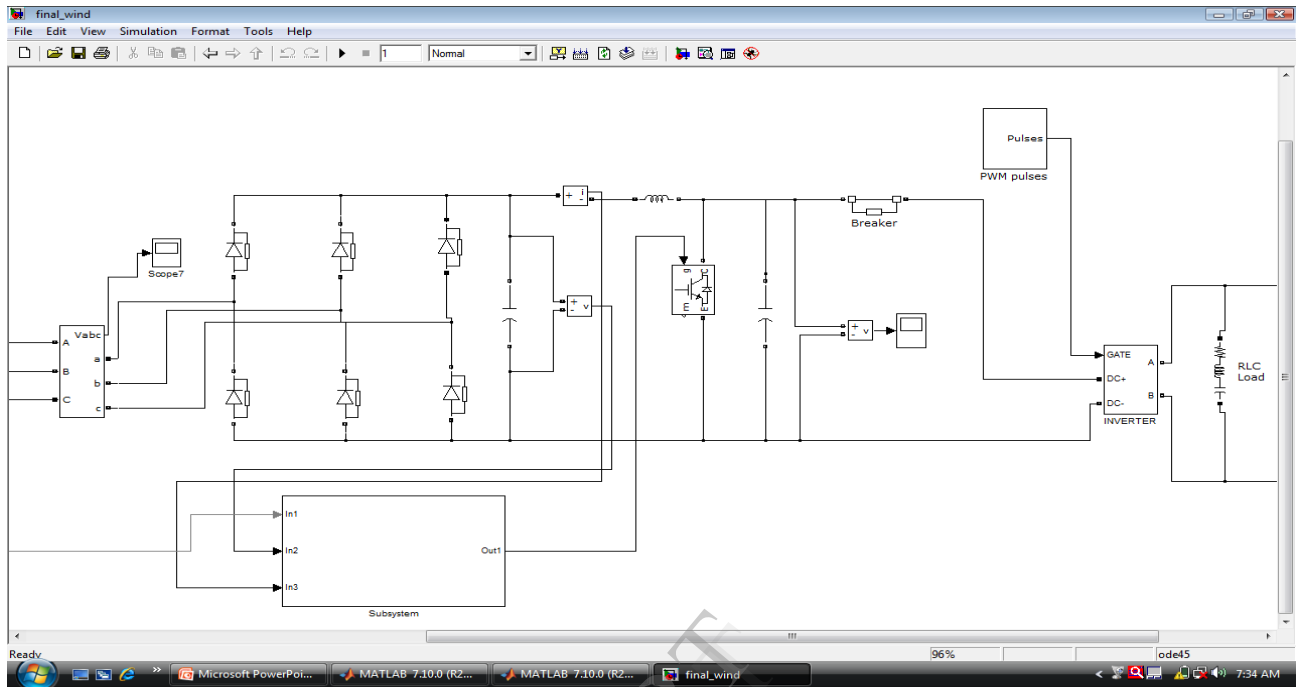 final_wind
File Edit View Simulation Format Tools Help
1 Normal
Pulses
PWM pulses
i
+
-
Breaker
Scope7
Vabc
A
a
B
b
C
c
+
-
v
g
C
m
E
+
-
v
GATE
A
DC+
B
DC-
INVERTER
RLC
Load
In1
In2
Out1
In3
Subsystem
T
Ready 96% ode45
Microsoft PowerPoi... MATLAB 7.10.0 (R2... MATLAB 7.10.0 (R2... final_wind 7:34 AM